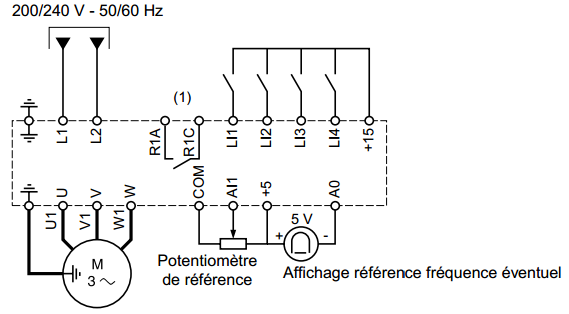 200/240 V - 50/60 Hz
(1)
L1
L2
R1A
R1C
LI1
LI2
LI3
LI4
+15
U
V
W
COM
AI1
+5
A0
U1
V1
W1
5 V
+
-
M
3 ~
Potentiomètre
de référence
Affichage référence fréquence éventuel